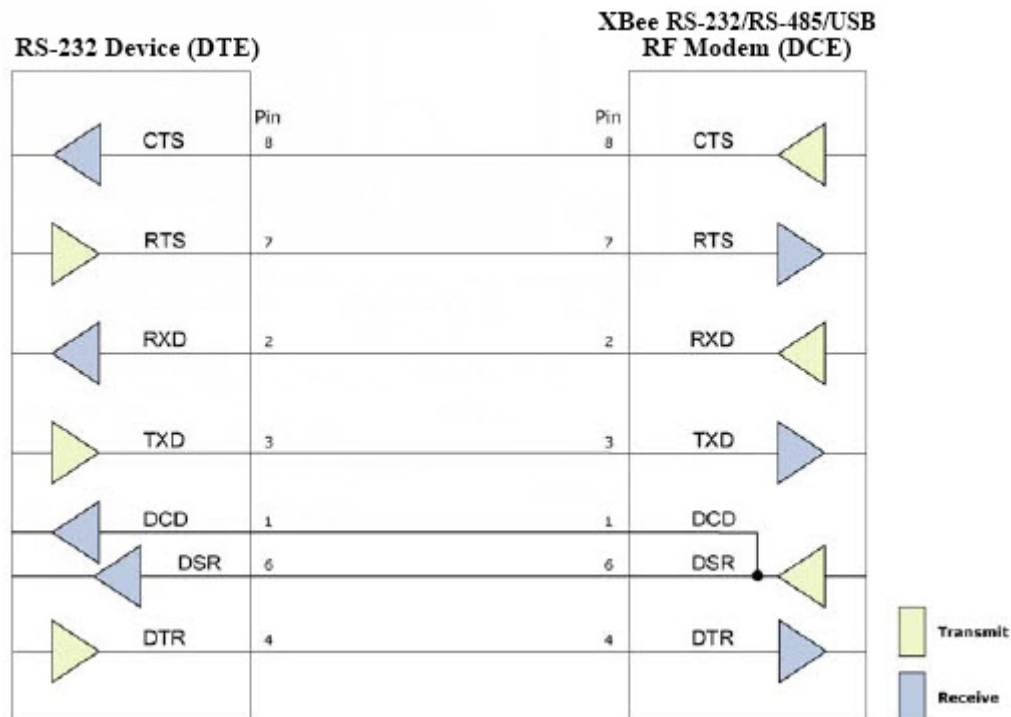 XBee RS-232/RS-485/USB
RS-232 Device (DTE)
RF Modem (DCE)
Pin
Pin
CTS
8
8
CTS
RTS
7
7
RTS
RXD
2
2
RXD
TXD
3
3
TXD
DCD
1
1
DCD
DSR
6
6
DSR
DTR
4
4
DTR
Transmit
Receive